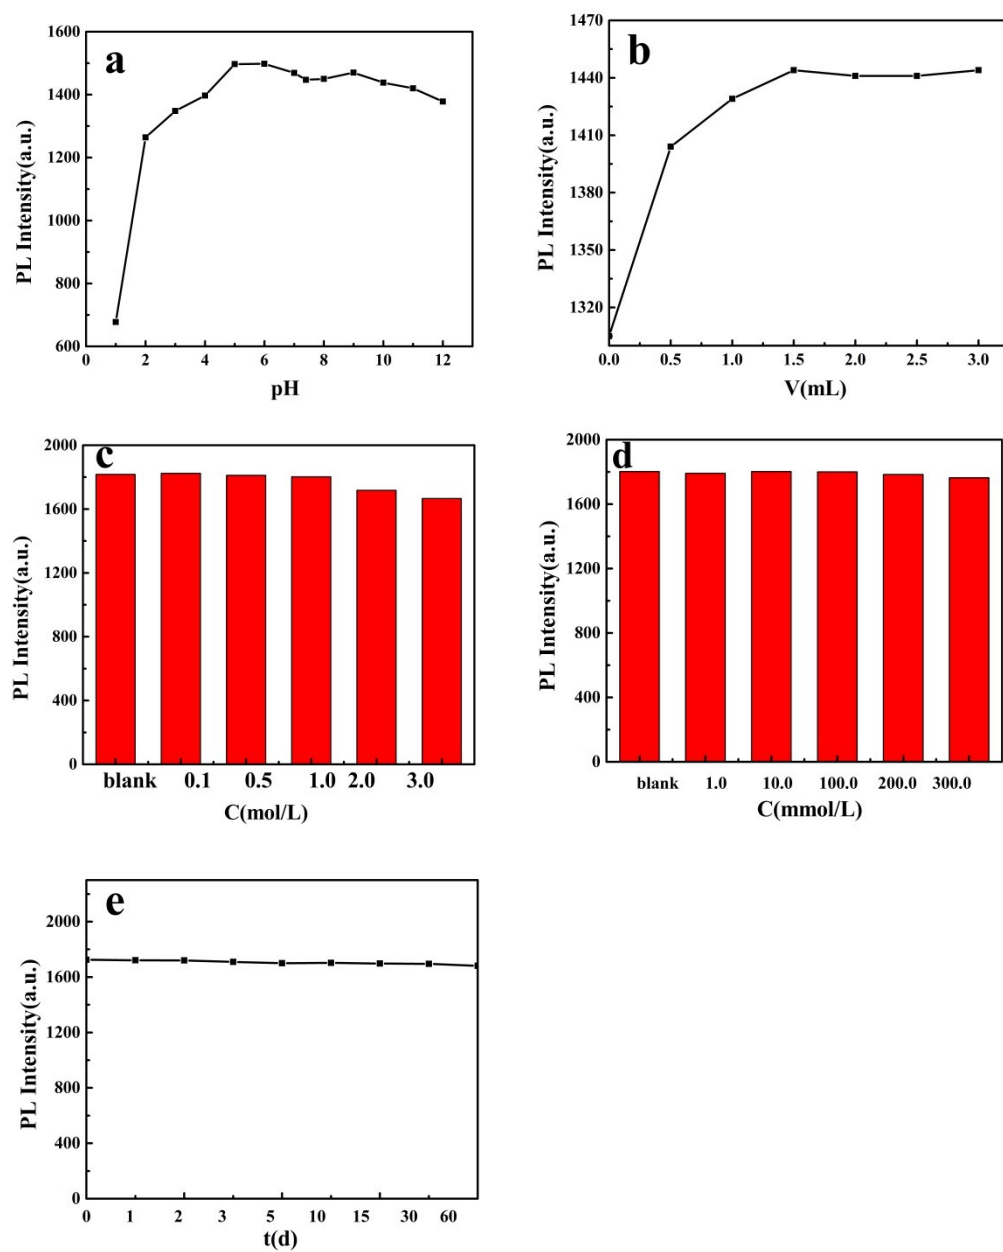 a
1600
1400
1200
1000
800
600
PL Intensity(a.u.)
0 2 4 6 8 10 12
pH
b
1470
1440
1410
1380
1350
1320
PL Intensity(a.u.)
0.0 0.5 1.0 1.5 2.0 2.5 3.0
V(mL)
c
2000
1600
1200
800
400
0
PL Intensity(a.u.)
blank 0.1 0.5 1.0 2.0 3.0
C(mol/L)
d
2000
1600
1200
800
400
0
PL Intensity(a.u.)
blank 1.0 10.0 100.0 200.0 300.0
C(mmol/L)
e
2000
1600
1200
800
400
0
PL Intensity(a.u.)
0 1 2 3 5 10 15 30 60
t(d)